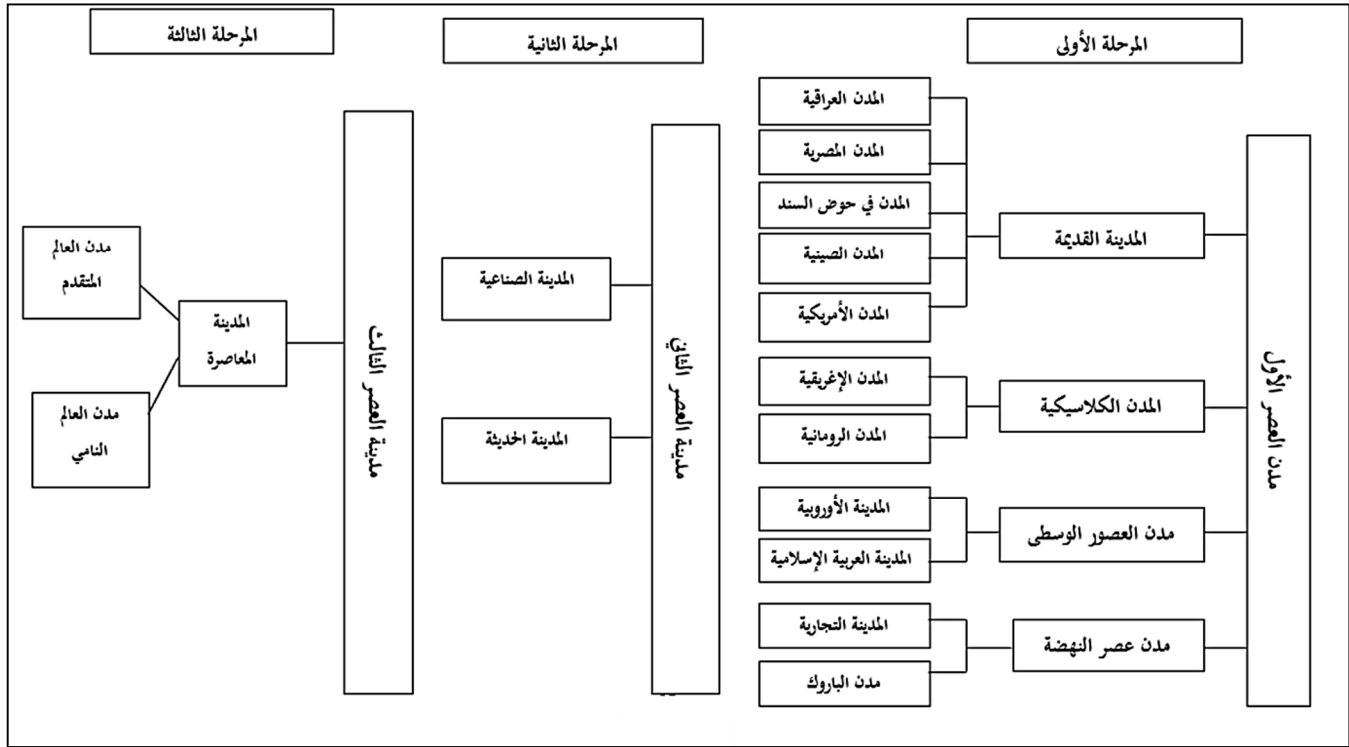 المرحلة الأولى
المرحلة الثانية
المرحلة الثالثة
مدن العصر الأول
المدينة القديمة
المدن العراقية
المدن المصرية
المدن في حوض السند
المدن الصينية
المدن الأمريكية
المدن الكلاسيكية
المدن الإغريقية
المدن الرومانية
مدن العصور الوسطى
المدينة الأوروبية
المدينة العربية الإسلامية
مدن عصر النهضة
المدينة التجارية
مدن الباروك
مدينة العصر الثاني
المدينة الصناعية
المدينة الحديثة
مدينة العصر الثالث
المدينة
المعاصرة
مدن العالم
المتقدم
مدن العالم
النامي